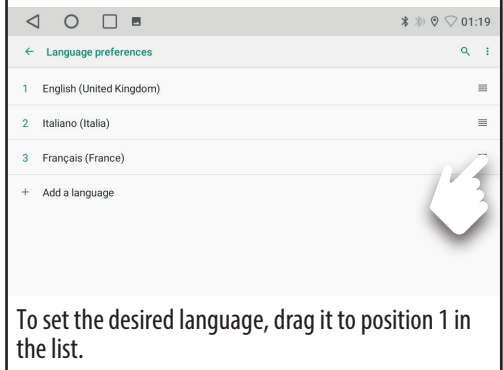 01:19
Language preferences
1 English (United Kingdom)
2 Italiano (Italia)
3 Français (France)
+ Add a language
To set the desired language, drag it to position 1 in
the list.